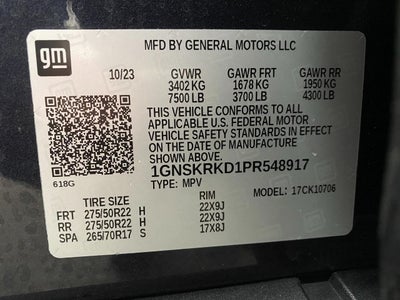 gm
MFD BY GENERAL MOTORS LLC
10/23 GVWR GAWR FRT GAWR RR
3402 KG 1678 KG 1950 KG
7500 LB 3700 LB 4300 LB
THIS VEHICLE CONFORMS TO ALL
APPLICABLE U.S. FEDERAL MOTOR
VEHICLE SAFETY STANDARDS IN EFFECT
ON THE DATE OF MANUFACTURE
SHOWN ABOVE.
1GNSKRKD1PR548917
618G
TYPE: MPV MODEL: 17CK10706
TIRE SIZE RIM
FRT 275/50R22 H 22X9J
RR 275/50R22 H 22X9J
SPA 265/70R17 S 17X8J